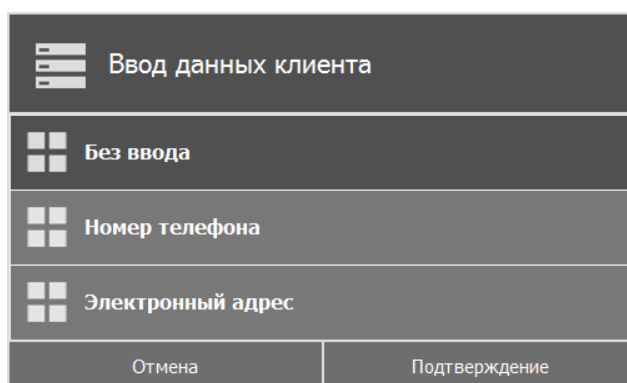 Ввод данных клиента
Без ввода
Номер телефона
Электронный адрес
Отмена
Подтверждение